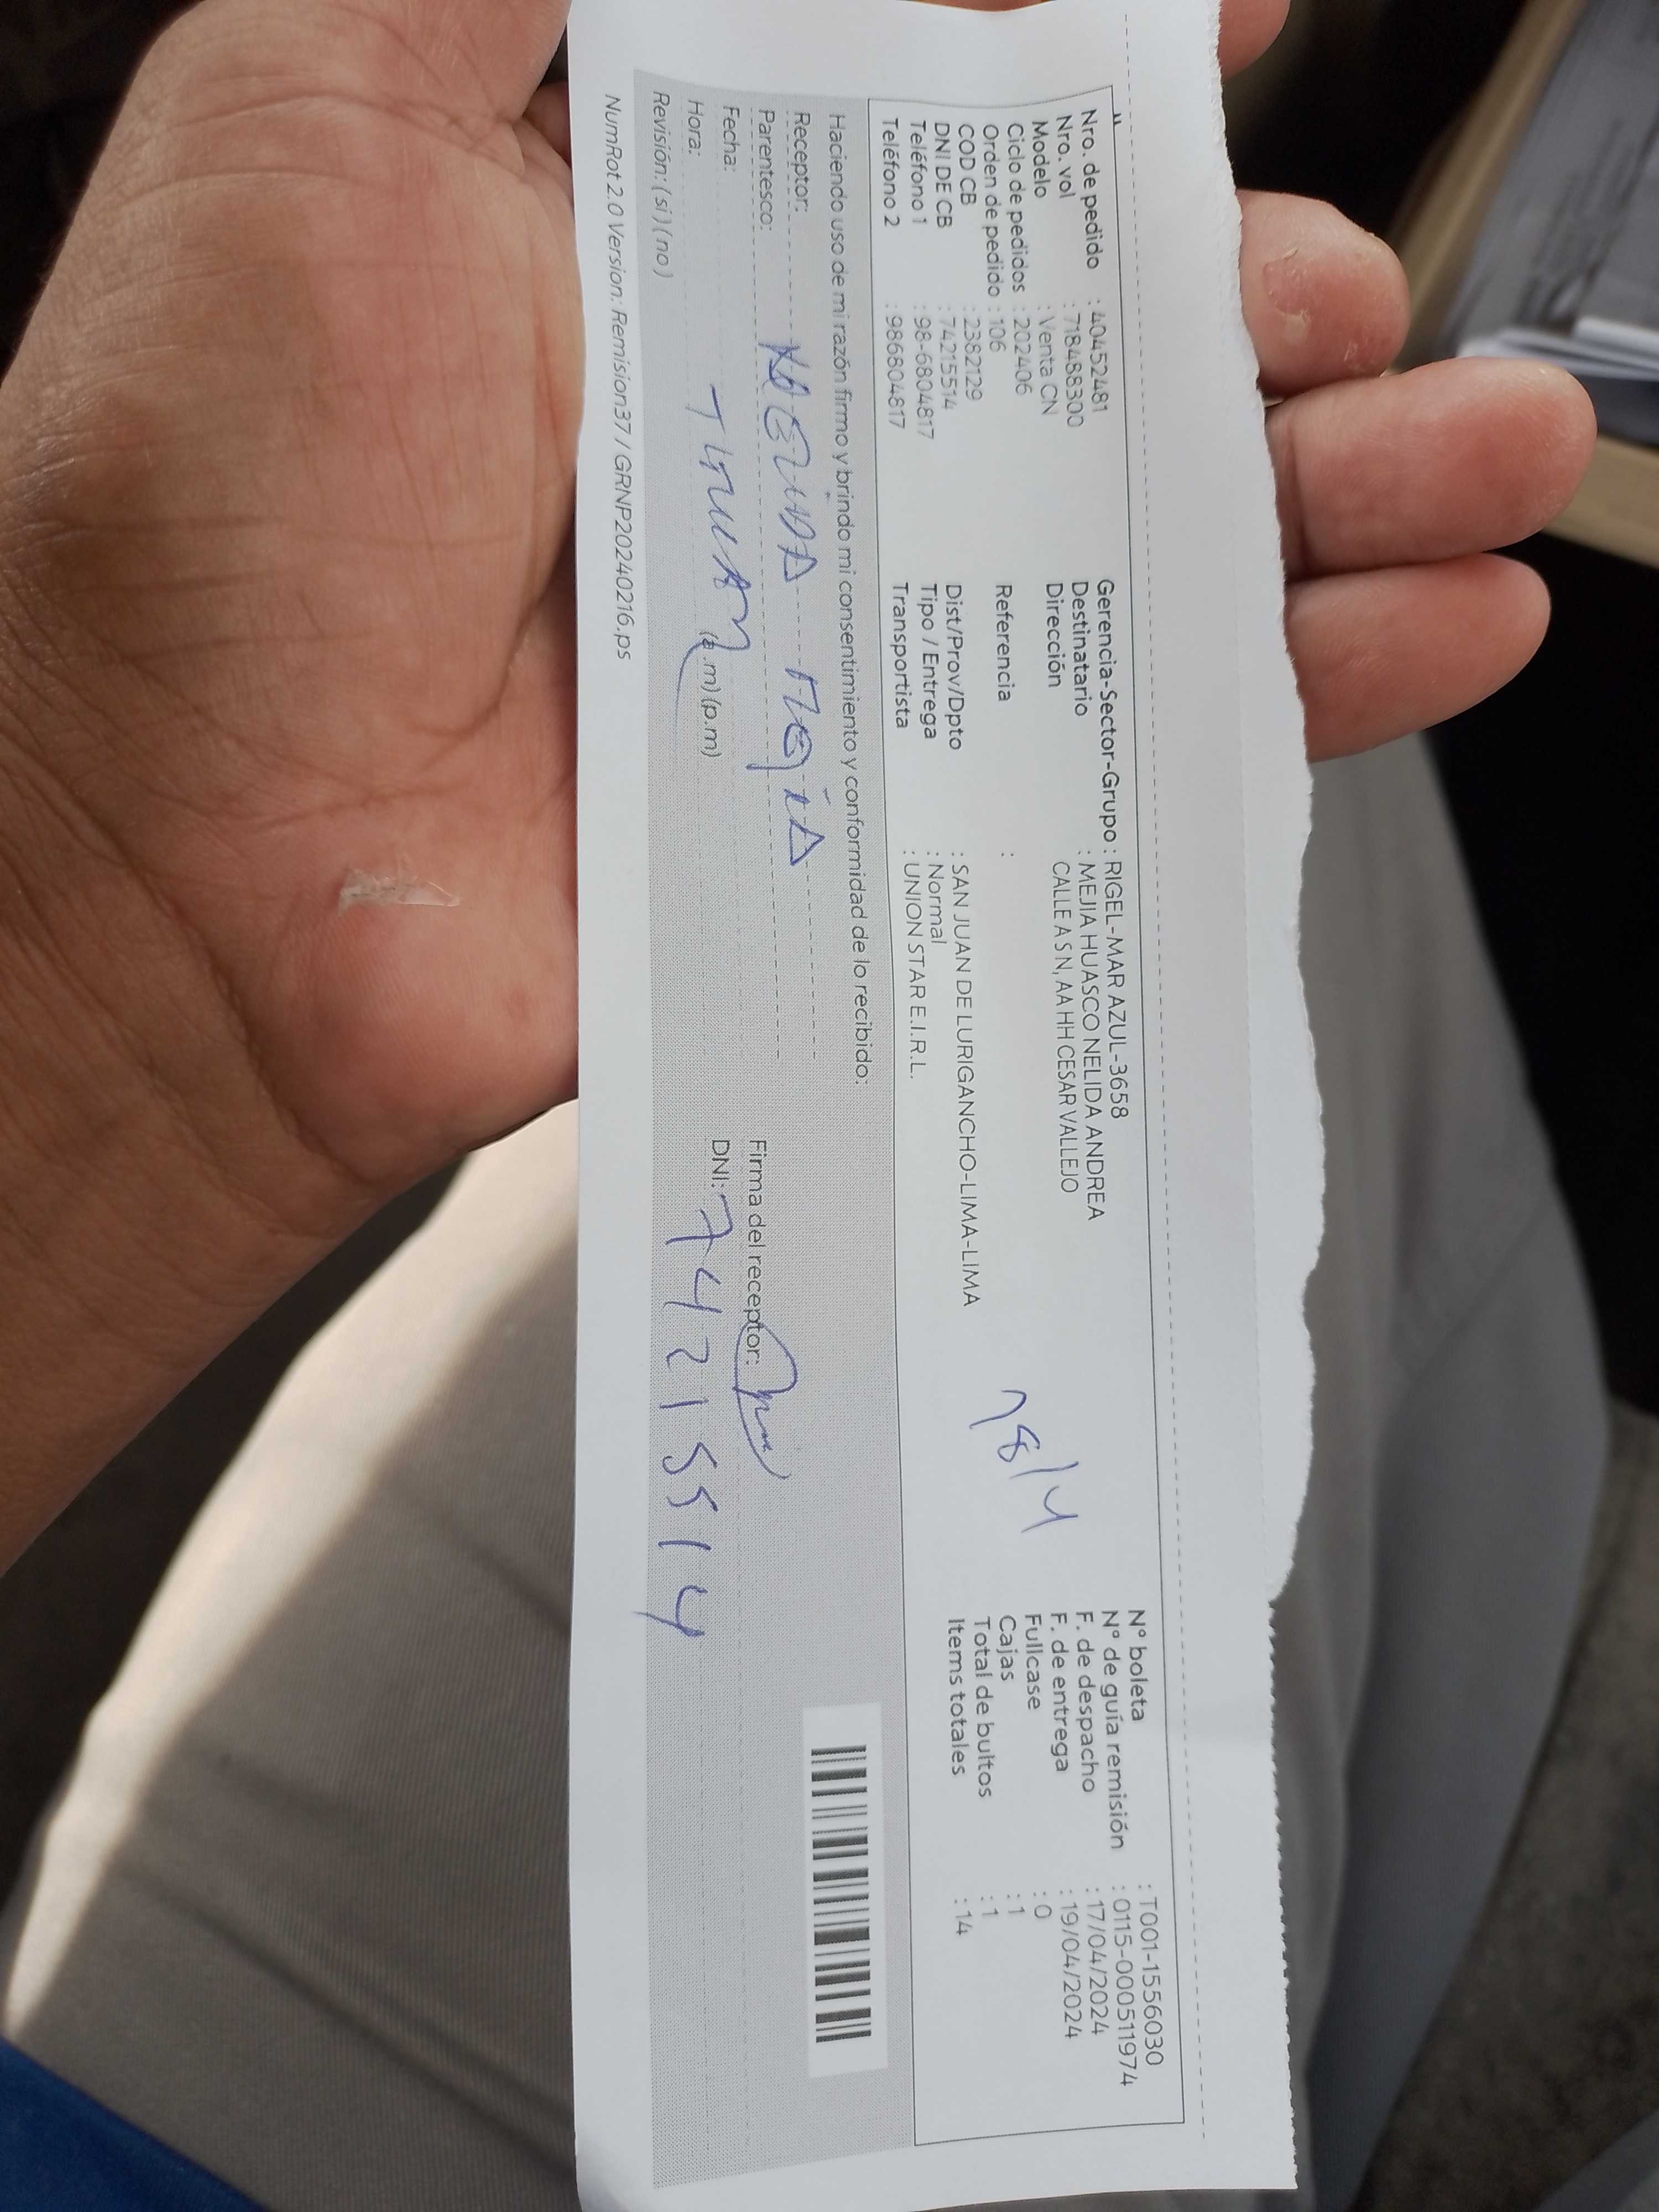 Nro. de pedido : 40452481
Nro. vol : 718488300
Modelo : Venta CN
Ciclo de pedidos : 202406
Orden de pedido : 106
COD CB : 2382129
DNI DE CB : 74215514
Teléfono 1 : 98-6804817
Teléfono 2 : 986804817
Gerencia-Sector-Grupo : RIGEL-MAR AZUL-3658
Destinatario : MEJIA HUASCO NELIDA ANDREA
Dirección CALLE A S N, AA HH CESAR VALLEJO
Referencia :
Dist/Prov/Dpto : SAN JUAN DE LURIGANCHO-LIMA-LIMA
Tipo / Entrega : Normal
Transportista : UNION STAR E.I.R.L.
78/4
N° boleta : T001-1556030
N° de guía remisión : 0115-000511974
F. de despacho : 17/04/2024
F. de entrega : 19/04/2024
Fullcase : 0
Cajas : 1
Total de bultos : 1
Items totales : 14
Haciendo uso de mi razón firmo y brindo mi consentimiento y conformidad de lo recibido:
Receptor:
Parentesco:
Fecha:
Hora: (a.m) (p.m)
Revisión: (si) (no)
Firma del receptor:
DNI: 74215514
NumRot 2.0 Version: Remision37 / GRNP20240216.ps